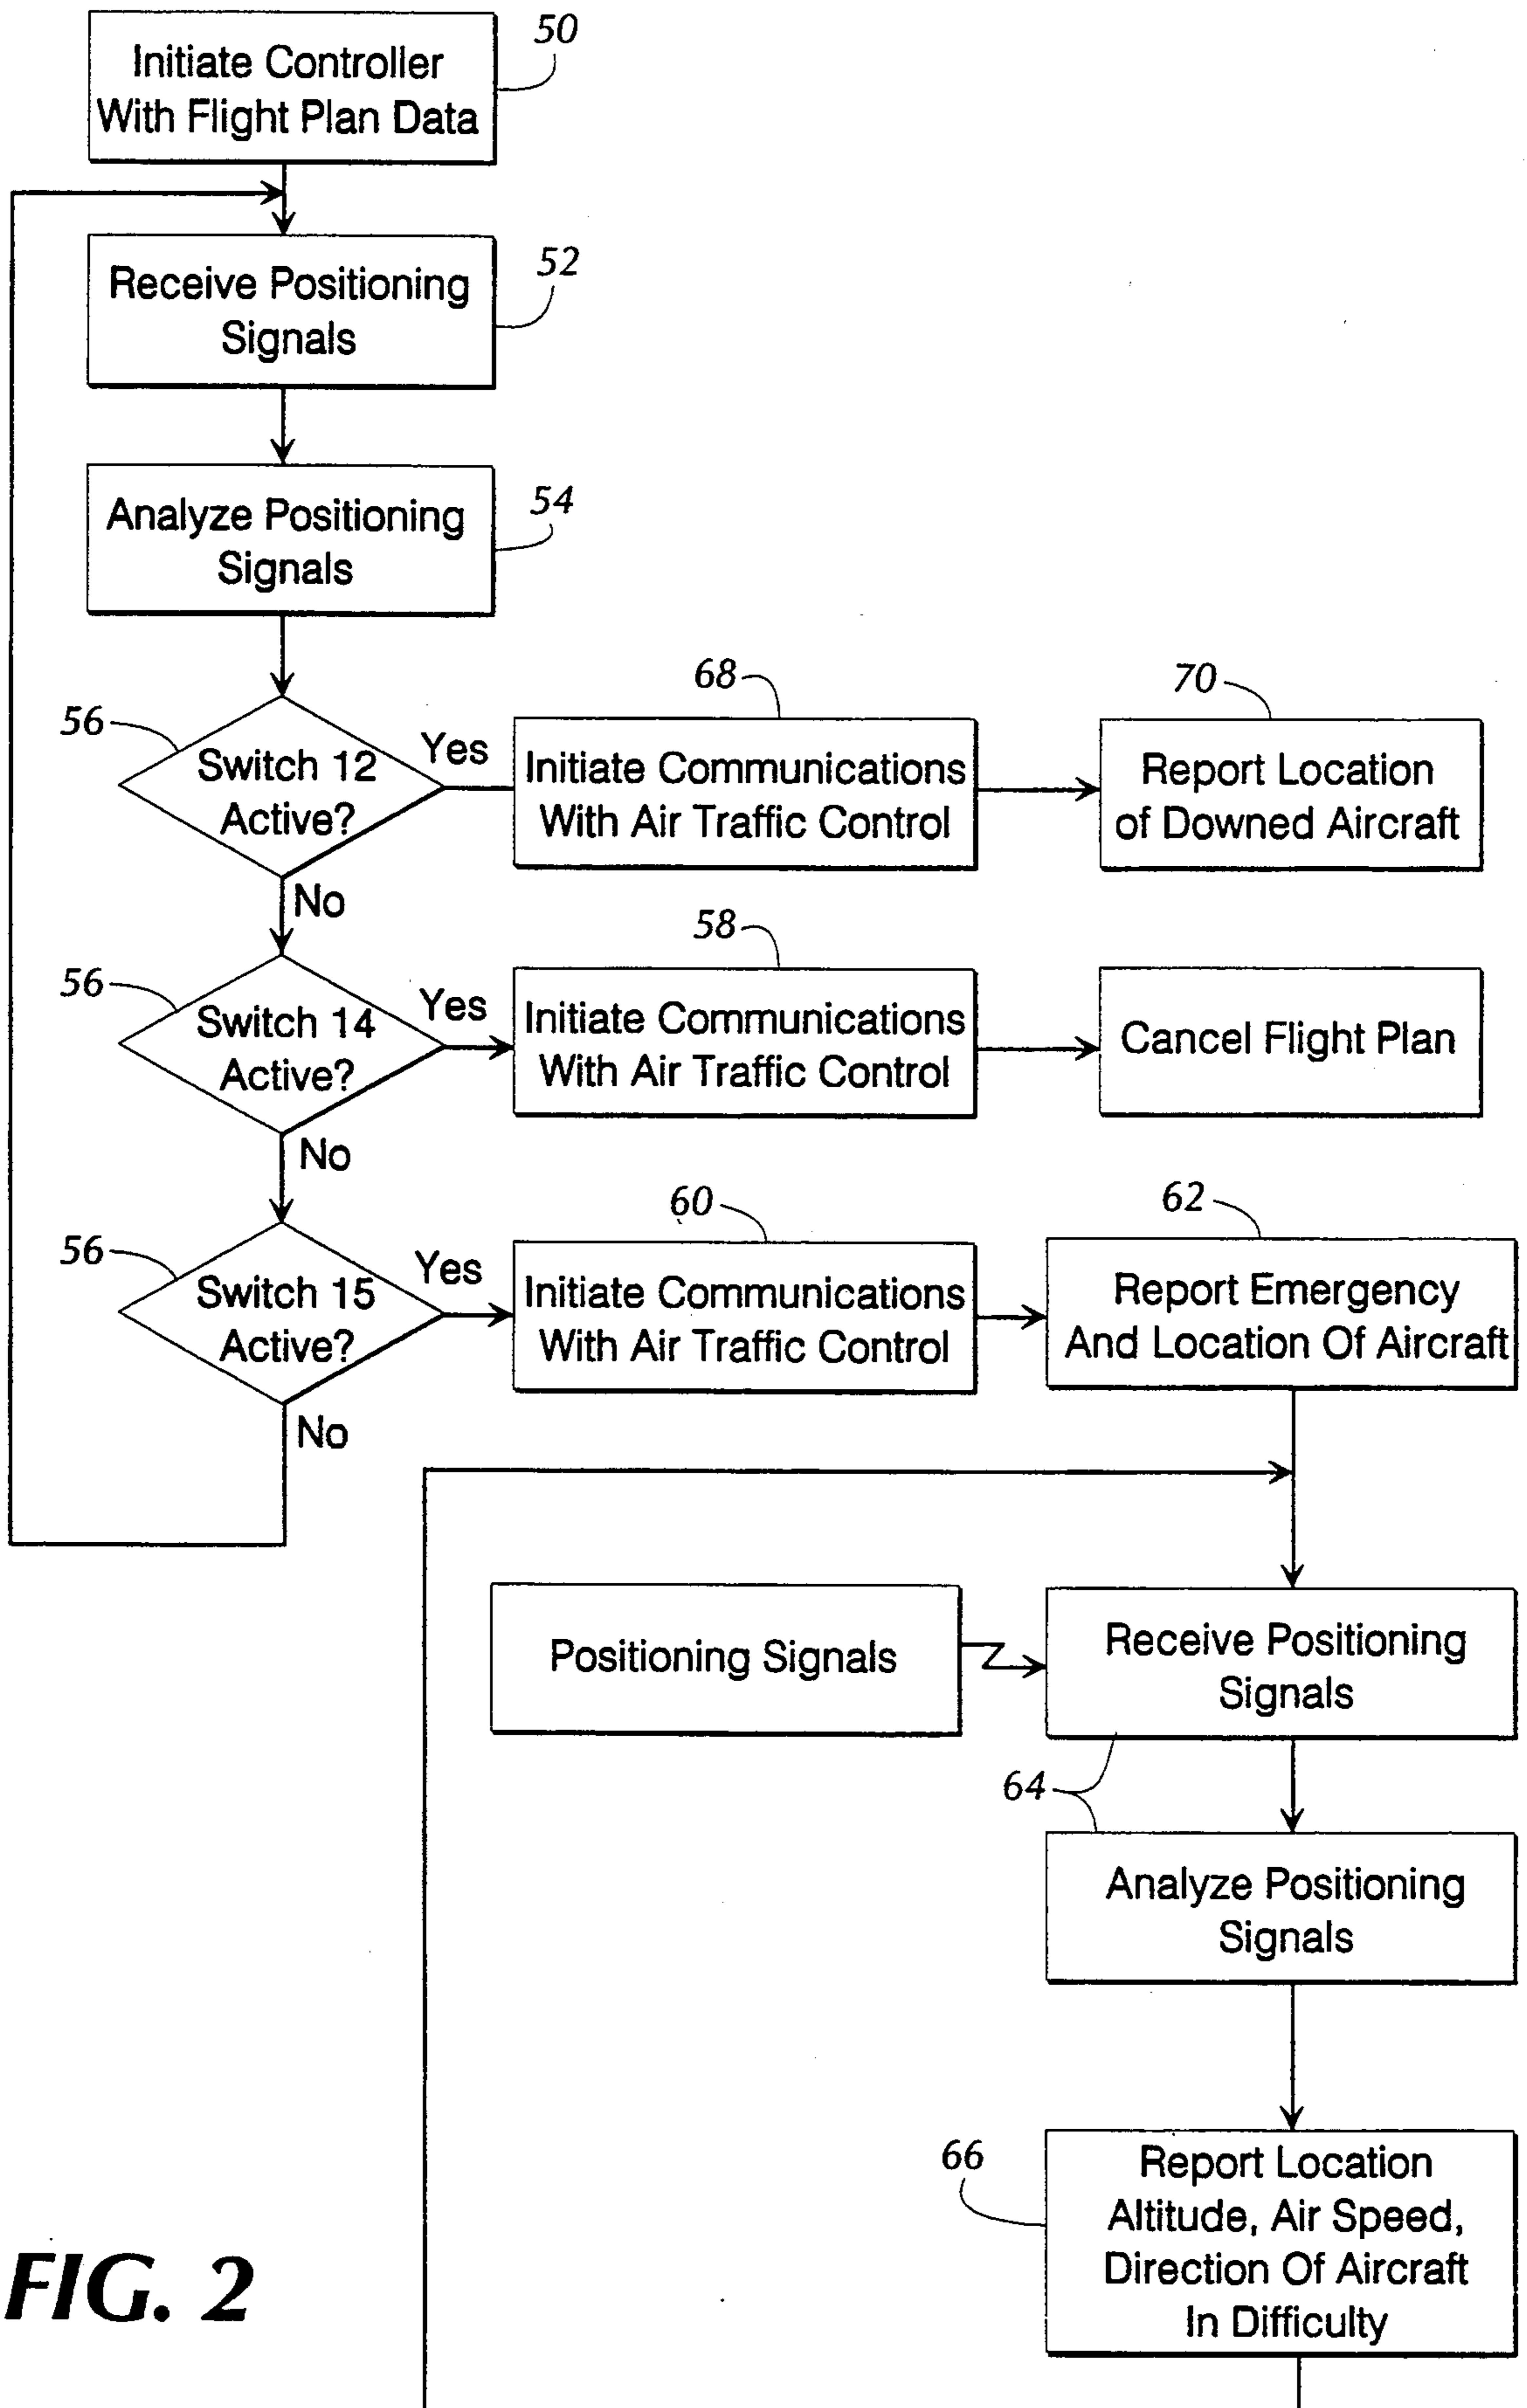 50
Initiate Controller
With Flight Plan Data
52
Receive Positioning
Signals
54
Analyze Positioning
Signals
56
Switch 12
Active?
Yes
No
68
Initiate Communications
With Air Traffic Control
70
Report Location
of Downed Aircraft
56
Switch 14
Active?
Yes
No
58
Initiate Communications
With Air Traffic Control
Cancel Flight Plan
56
Switch 15
Active?
Yes
No
60
Initiate Communications
With Air Traffic Control
62
Report Emergency
And Location Of Aircraft
Positioning Signals
Receive Positioning
Signals
64
Analyze Positioning
Signals
66
Report Location
Altitude, Air Speed,
Direction Of Aircraft
In Difficulty
FIG. 2